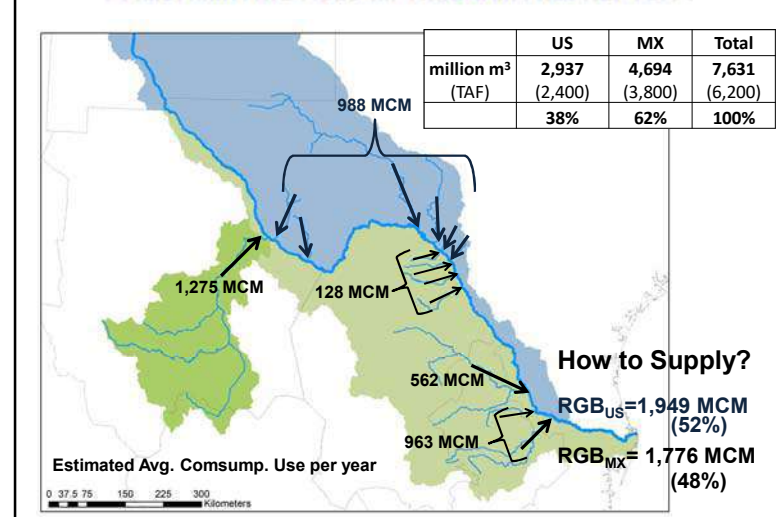 US MX Total
million m³ 2,937 4,694 7,631
(TAF) (2,400) (3,800) (6,200)
38% 62% 100%
988 MCM
1,275 MCM
128 MCM
562 MCM
963 MCM
How to Supply?
RGB_US=1,949 MCM
(52%)
RGB_MX= 1,776 MCM
(48%)
Estimated Avg. Comsump. Use per year
0 37.5 75 150 225 300
Kilometers